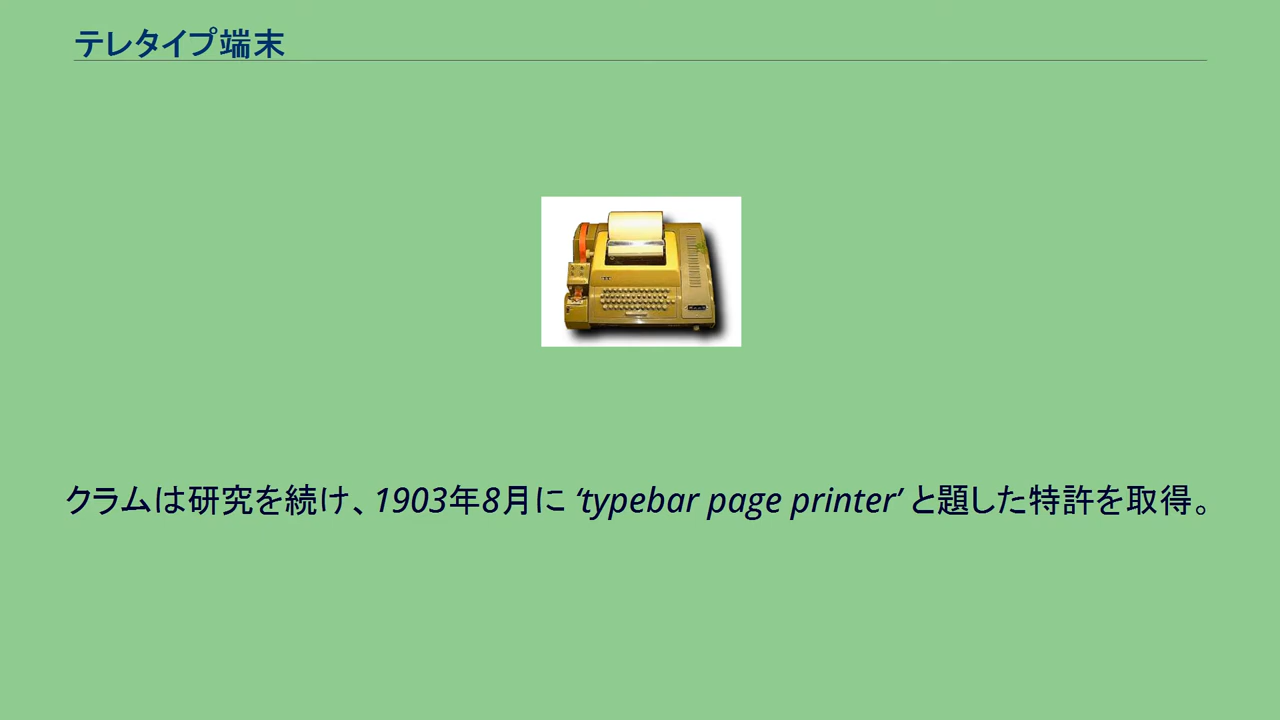 テレタイプ端末
クラムは研究を続け、1903年8月に ‘typebar page printer’ と題した特許を取得。